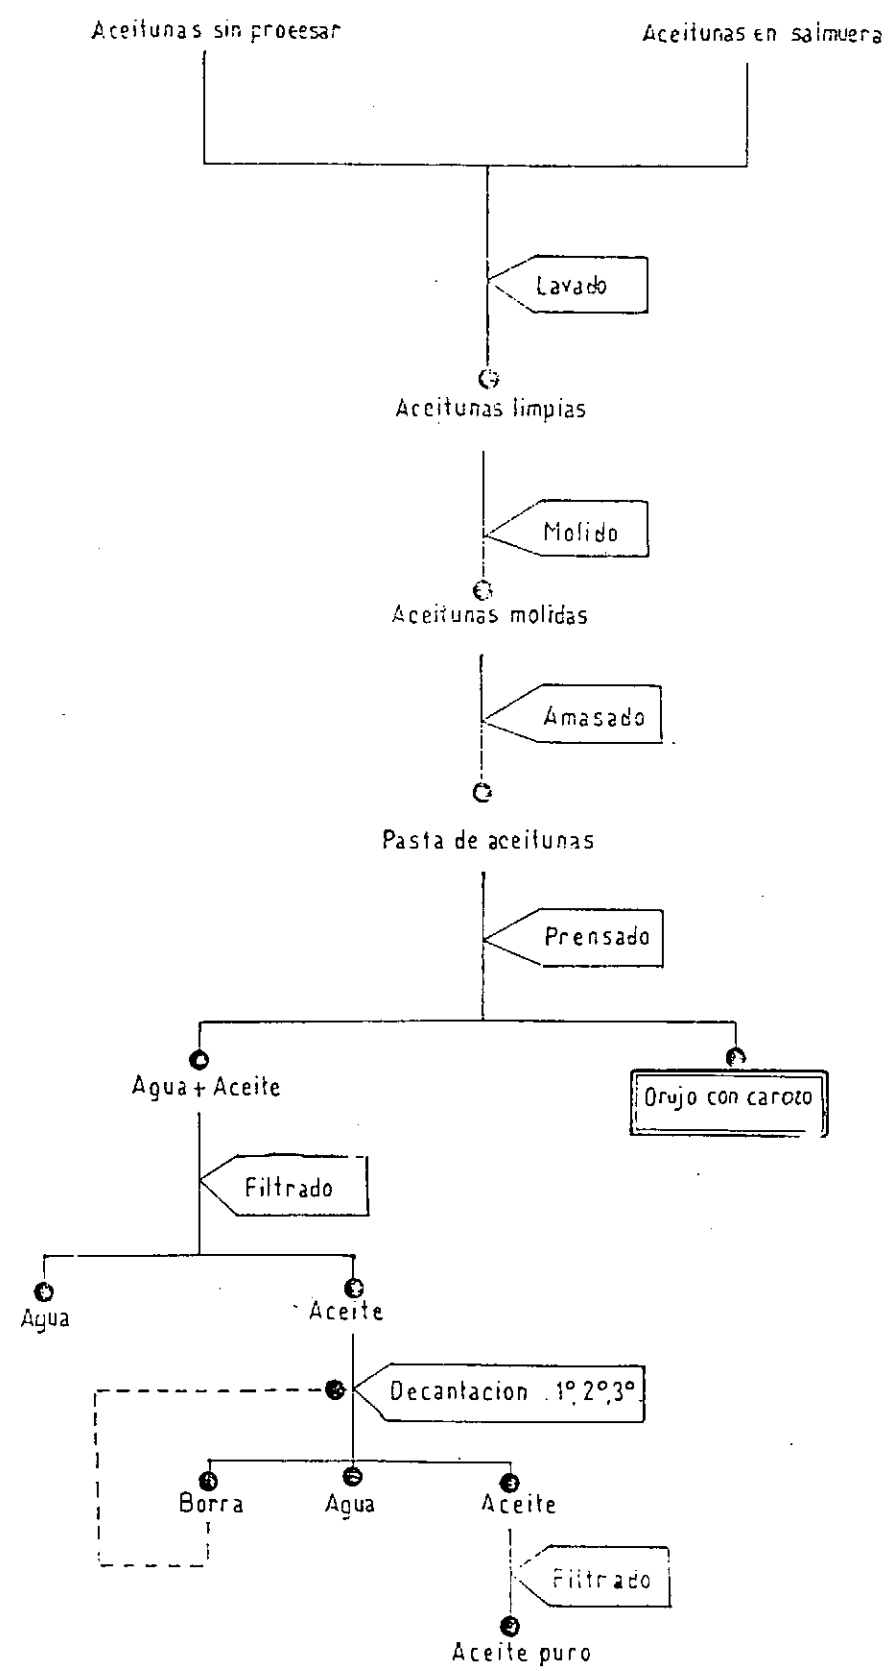 Aceitunas sin procesar
Aceitunas en salmuera
Lavado
Aceitunas limpias
Molido
Aceitunas molidas
Amasado
Pasta de aceitunas
Prensado
Agua + Aceite
Orujo con carozo
Filtrado
Agua
Aceite
Decantacion . 1º, 2º, 3º
Borra
Agua
Aceite
Filtrado
Aceite puro